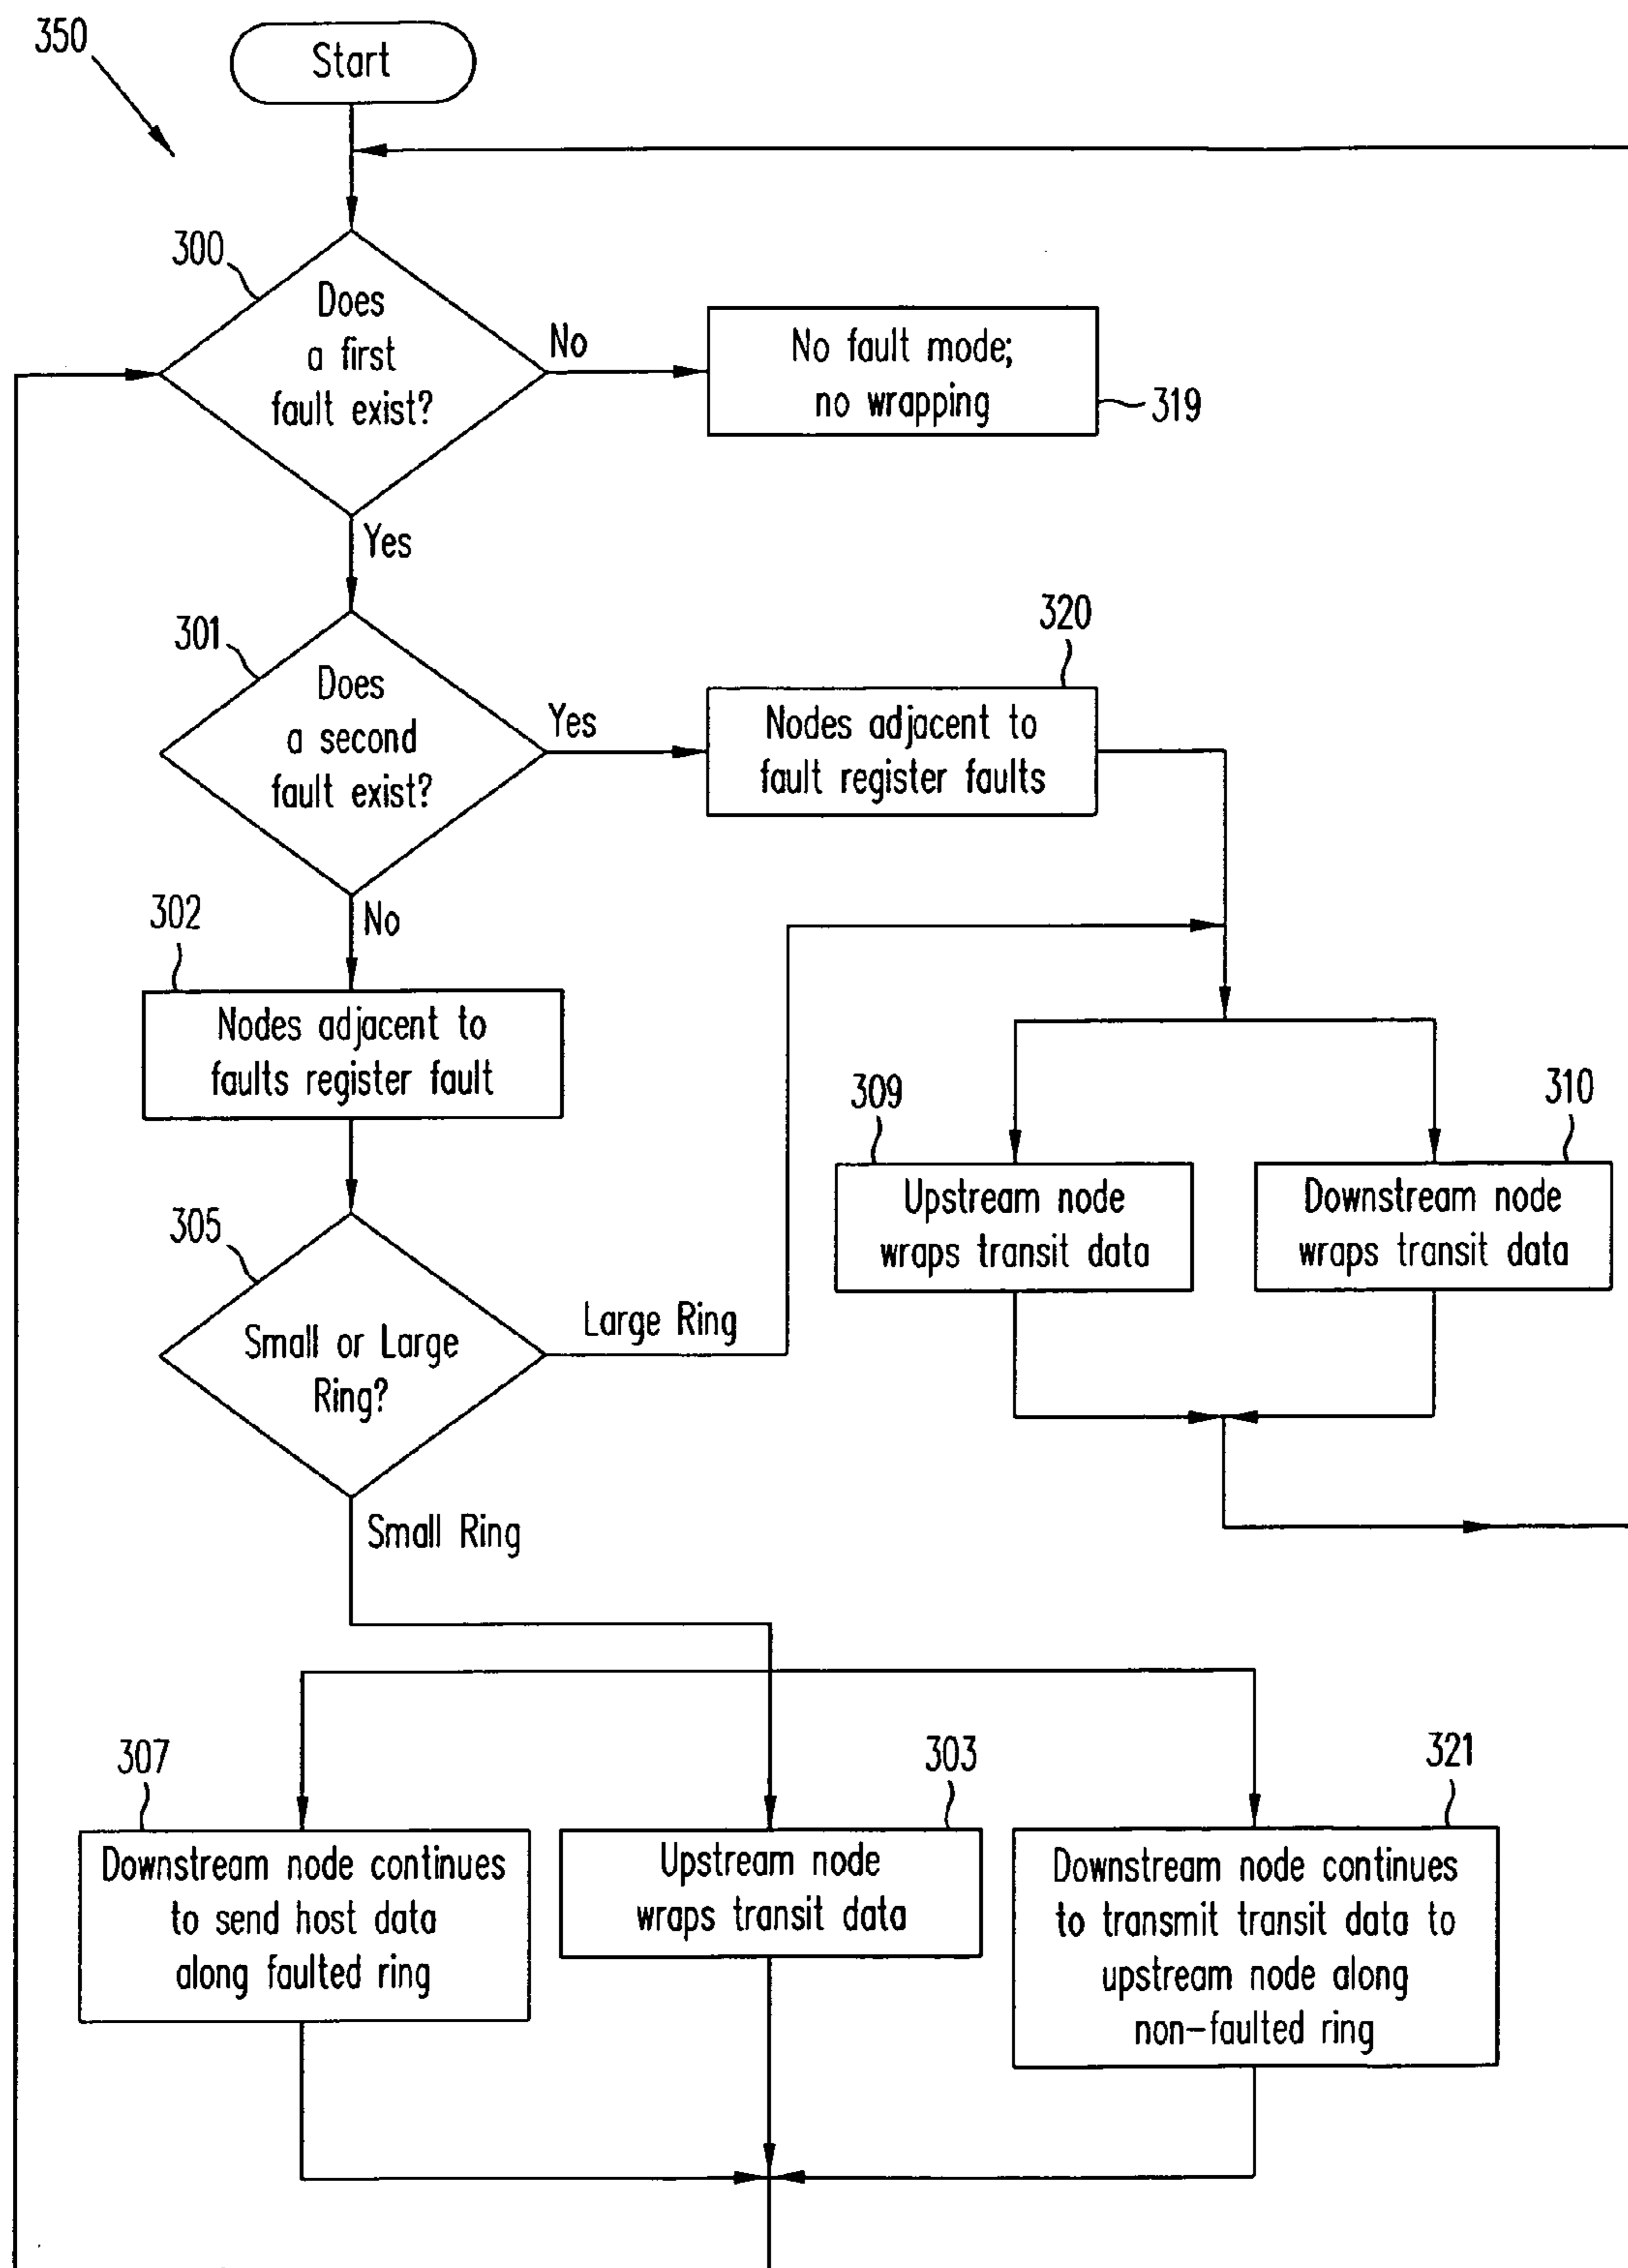 350
Start
300
Does
a first
fault exist?
No
No fault mode;
no wrapping
319
Yes
301
Does
a second
fault exist?
Yes
320
Nodes adjacent to
fault register faults
No
302
Nodes adjacent to
faults register fault
309
Upstream node
wraps transit data
310
Downstream node
wraps transit data
305
Small or Large
Ring?
Large Ring
Small Ring
307
Downstream node continues
to send host data
along faulted ring
303
Upstream node
wraps transit data
321
Downstream node continues
to transmit transit data to
upstream node along
non-faulted ring